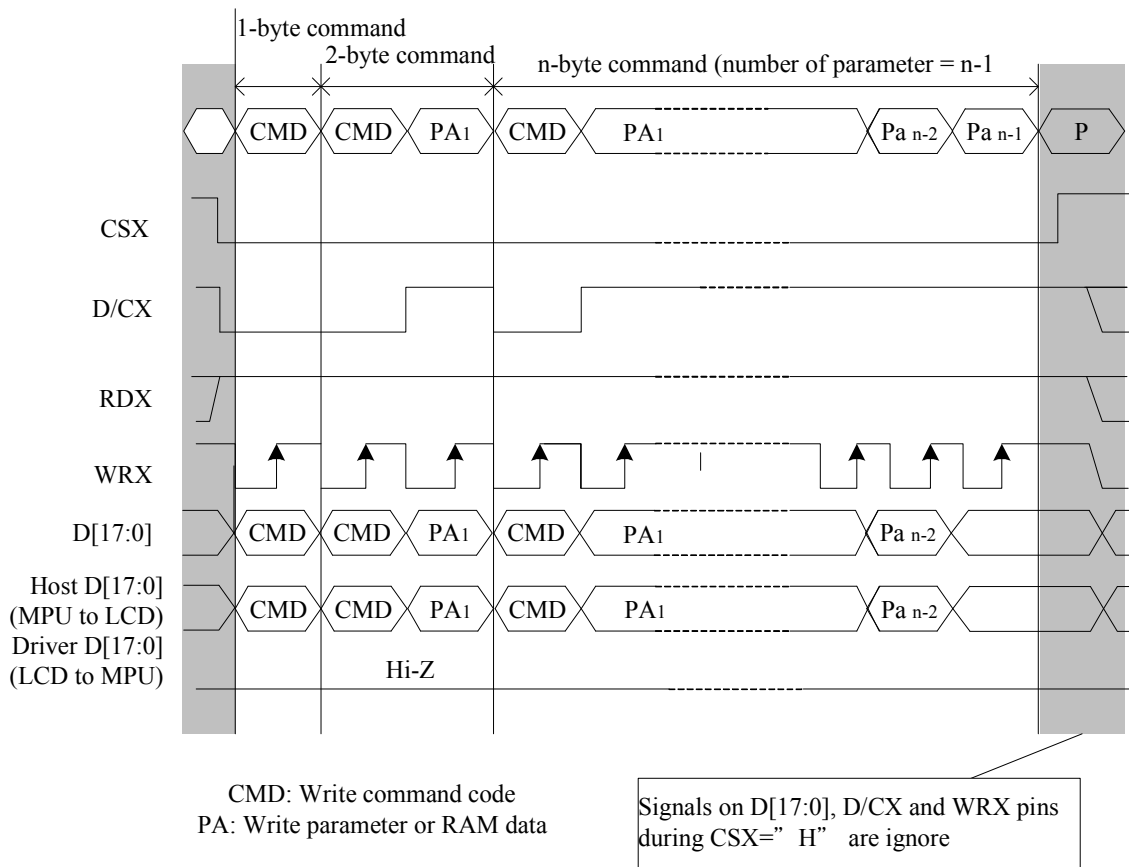 1-byte command
2-byte command
n-byte command (number of parameter = n-1
CMD CMD PA1 CMD PA1 Pa n-2 Pa n-1 P
CSX
D/CX
RDX
WRX
D[17:0] CMD CMD PA1 CMD PA1 Pa n-2
Host D[17:0]
(MPU to LCD) CMD CMD PA1 CMD PA1 Pa n-2
Driver D[17:0]
(LCD to MPU) Hi-Z
CMD: Write command code
PA: Write parameter or RAM data
Signals on D[17:0], D/CX and WRX pins
during CSX=” H” are ignore